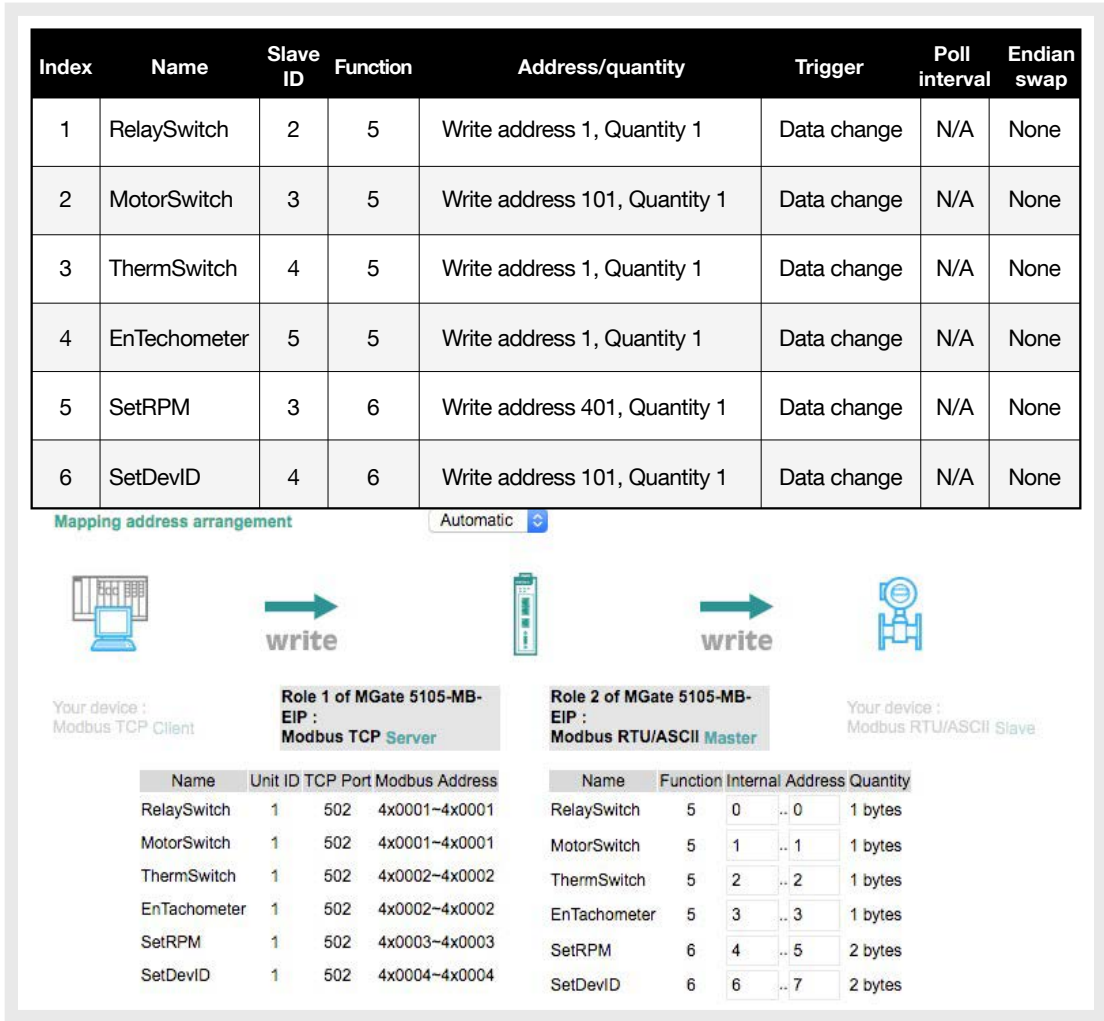 Index Name Slave ID Function Address/quantity Trigger Poll interval Endian swap
1 RelaySwitch 2 5 Write address 1, Quantity 1 Data change N/A None
2 MotorSwitch 3 5 Write address 101, Quantity 1 Data change N/A None
3 ThermSwitch 4 5 Write address 1, Quantity 1 Data change N/A None
4 EnTechometer 5 5 Write address 1, Quantity 1 Data change N/A None
5 SetRPM 3 6 Write address 401, Quantity 1 Data change N/A None
6 SetDevID 4 6 Write address 101, Quantity 1 Data change N/A None
Mapping address arrangement Automatic
write write
Your device :
Modbus TCP Client
Role 1 of MGate 5105-MB-
EIP :
Modbus TCP Server
Role 2 of MGate 5105-MB-
EIP :
Modbus RTU/ASCII Master
Your device :
Modbus RTU/ASCII Slave
Name Unit ID TCP Port Modbus Address
RelaySwitch 1 502 4x0001~4x0001
MotorSwitch 1 502 4x0001~4x0001
ThermSwitch 1 502 4x0002~4x0002
EnTachometer 1 502 4x0002~4x0002
SetRPM 1 502 4x0003~4x0003
SetDevID 1 502 4x0004~4x0004
Name Function Internal Address Quantity
RelaySwitch 5 0 .. 0 1 bytes
MotorSwitch 5 1 .. 1 1 bytes
ThermSwitch 5 2 .. 2 1 bytes
EnTachometer 5 3 .. 3 1 bytes
SetRPM 6 4 .. 5 2 bytes
SetDevID 6 6 .. 7 2 bytes